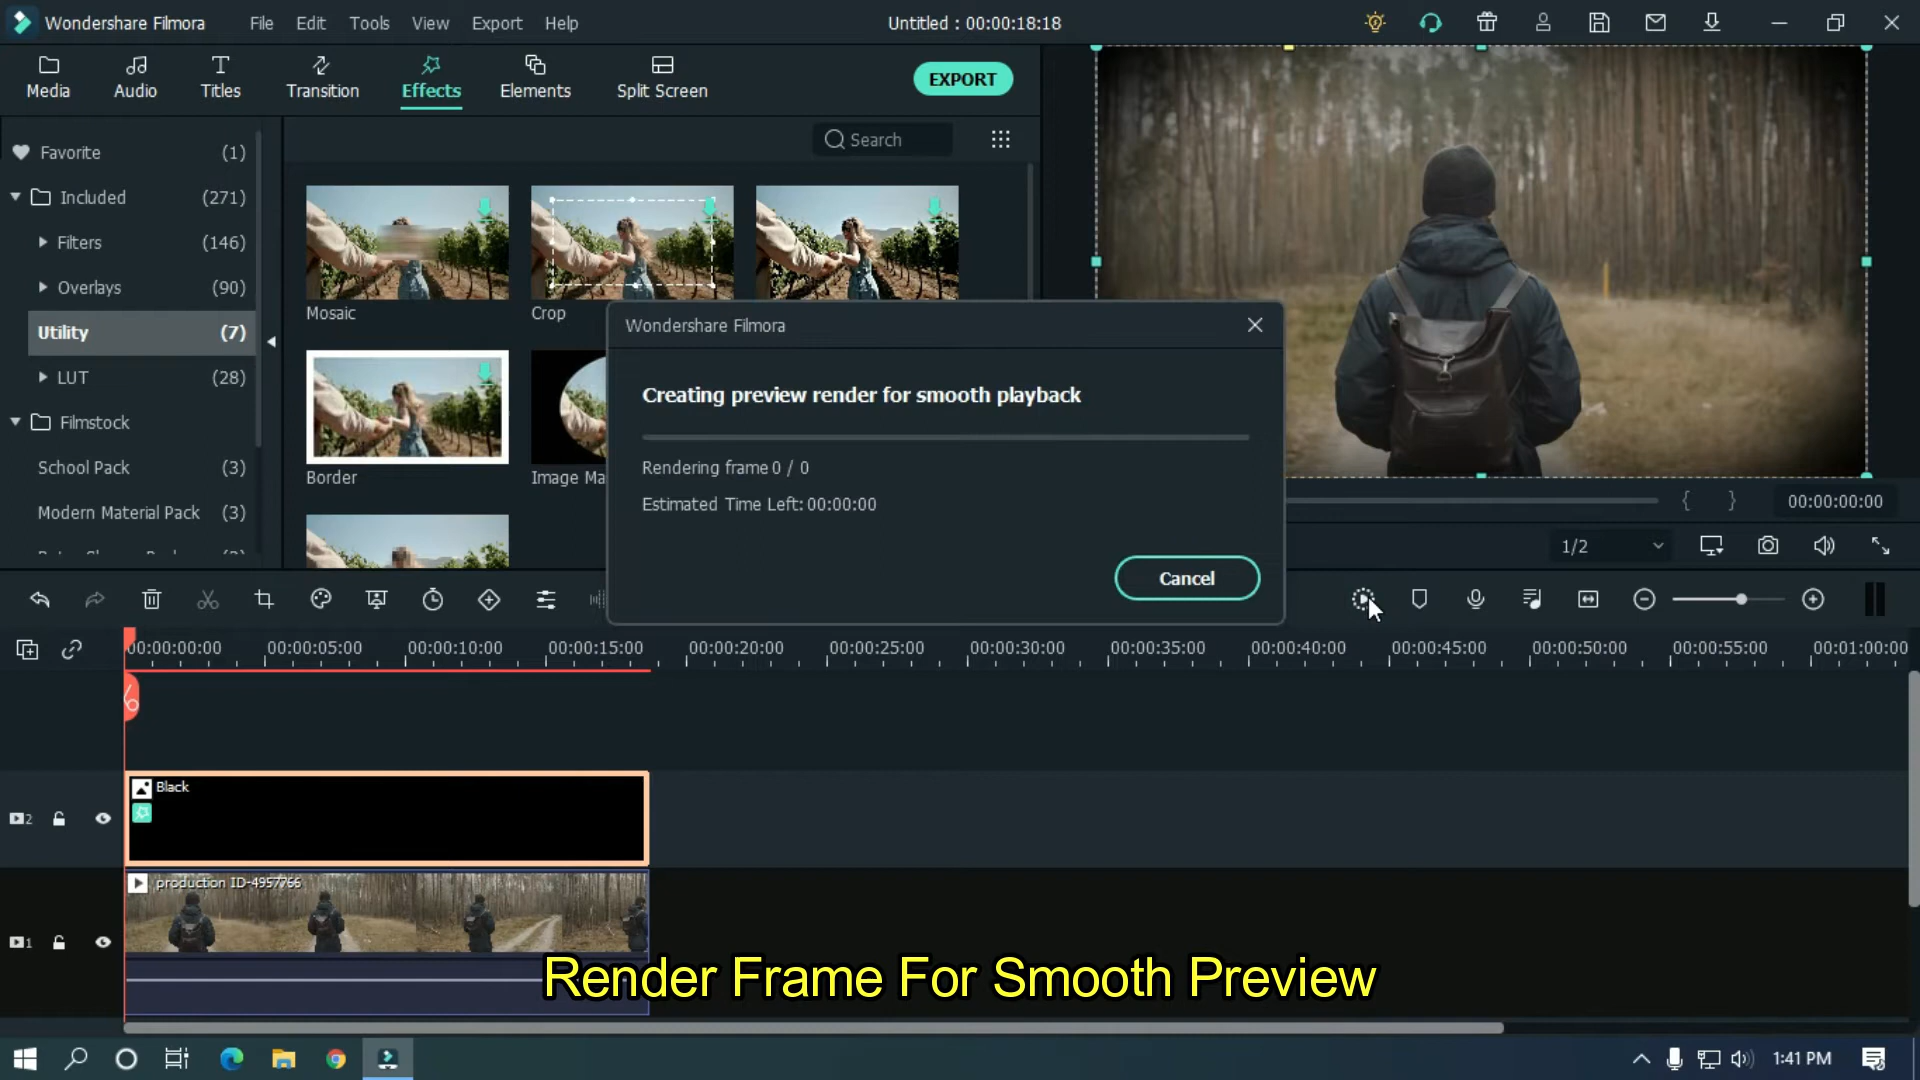 Wondershare Filmora
File
Edit
Tools
View
Export
Help
Untitled : 00:00:18:18
Media
Audio
Titles
Transition
Effects
Elements
Split Screen
EXPORT
Search
Favorite (1)
Included (271)
Filters (146)
Overlays (90)
Utility (7)
LUT (28)
Filmstock
School Pack (3)
Modern Material Pack (3)
Mosaic
Crop
Border
Image Ma
Wondershare Filmora
Creating preview render for smooth playback
Rendering frame 0 / 0
Estimated Time Left: 00:00:00
Cancel
{ }
00:00:00:00
1/2
00:00:00:00
00:00:05:00
00:00:10:00
00:00:15:00
00:00:20:00
00:00:25:00
00:00:30:00
00:00:35:00
00:00:40:00
00:00:45:00
00:00:50:00
00:00:55:00
00:01:00:00
Black
2
production ID-4957766
1
Render Frame For Smooth Preview
1:41 PM